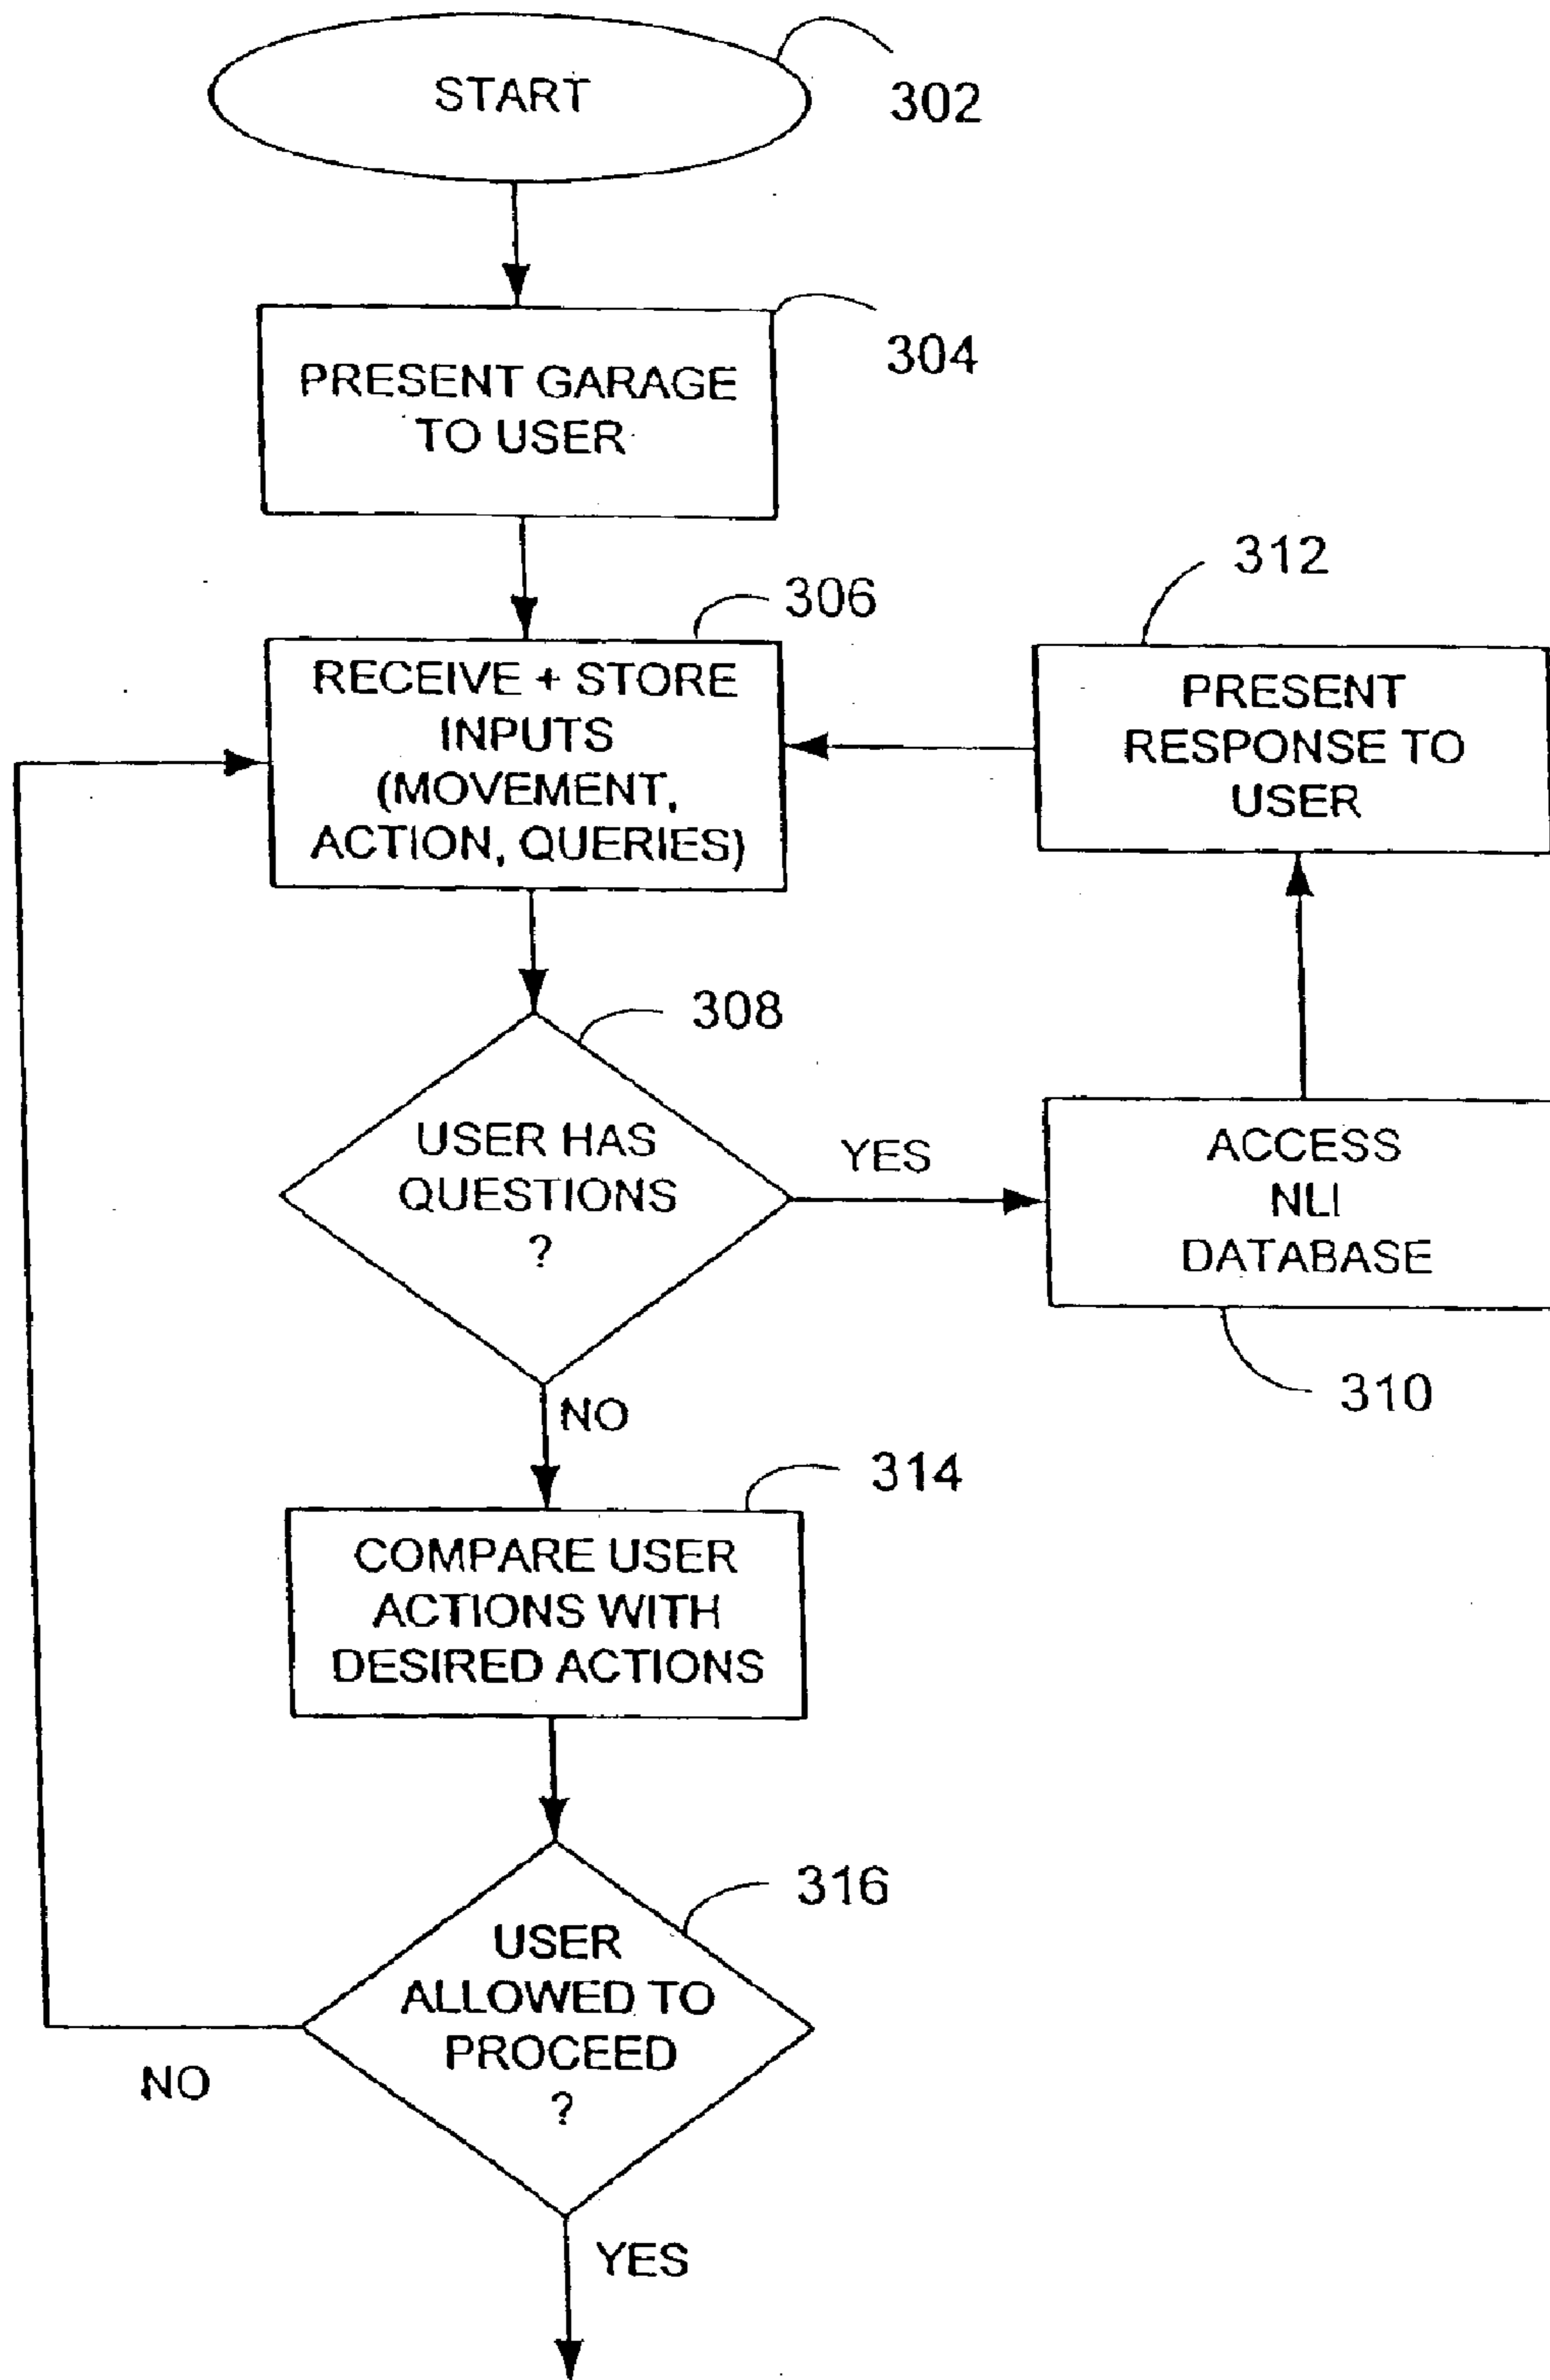 START
302
PRESENT GARAGE
TO USER
304
306
RECEIVE + STORE
INPUTS
(MOVEMENT,
ACTION, QUERIES)
312
PRESENT
RESPONSE TO
USER
308
USER HAS
QUESTIONS
?
YES
ACCESS
NLI
DATABASE
310
NO
314
COMPARE USER
ACTIONS WITH
DESIRED ACTIONS
316
USER
ALLOWED TO
PROCEED
?
NO
YES